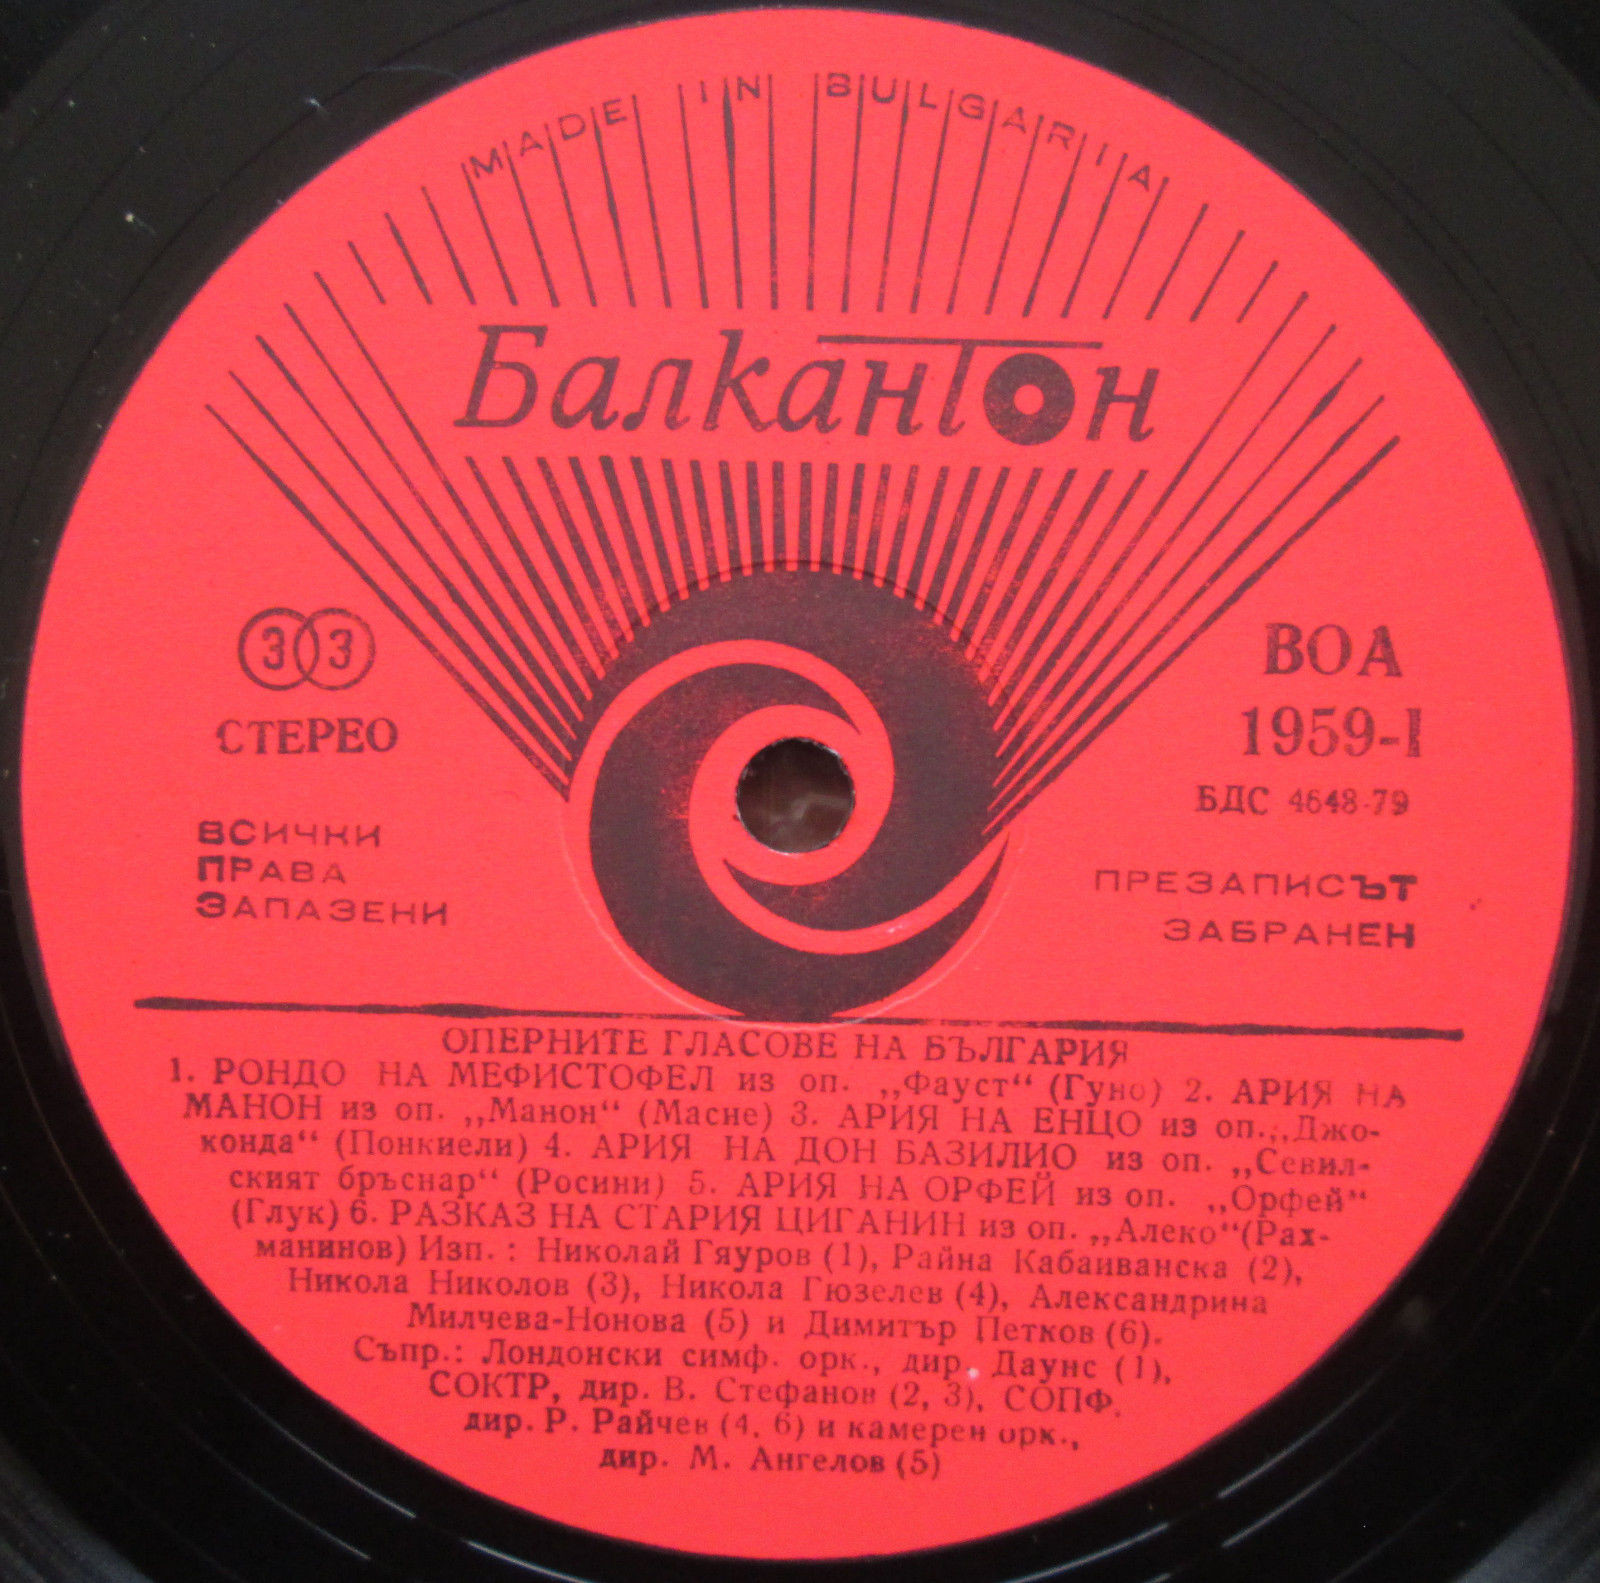 MADE IN BULGARIA
Балкантон
33
СТЕРЕО
ВСИЧКИ
ПРАВА
ЗАПАЗЕНИ
ВОА
1959-I
БДС 4648-79
ПРЕЗАПИСЪТ
ЗАБРАНЕН
ОПЕРНИТЕ ГЛАСОВЕ НА БЪЛГАРИЯ
1. РОНДО НА МЕФИСТОФЕЛ из оп. „Фауст“ (Гуно) 2. АРИЯ НА
МАНОН из оп. „Манон“ (Масне) 3. АРИЯ НА ЕНЦО из оп. „Джо-
конда“ (Понкиели) 4. АРИЯ НА ДОН БАЗИЛИО из оп. „Севил-
ският бръснар“ (Росини) 5. АРИЯ НА ОРФЕЙ из оп. „Орфей“
(Глук) 6. РАЗКАЗ НА СТАРИЯ ЦИГАНИН из оп. „Алеко“ (Рах-
манинов) Изп. : Николай Гяуров (1), Райна Кабаиванска (2),
Никола Николов (3), Никола Гюзелев (4), Александрина
Милчева-Нонова (5) и Димитър Петков (6).
Съпр.: Лондонски симф. орк., дир. Даунс (1),
СОКТР, дир. В. Стефанов (2, 3), СОПФ,
дир. Р. Райчев (4, 6) и камерен орк.,
дир. М. Ангелов (5)